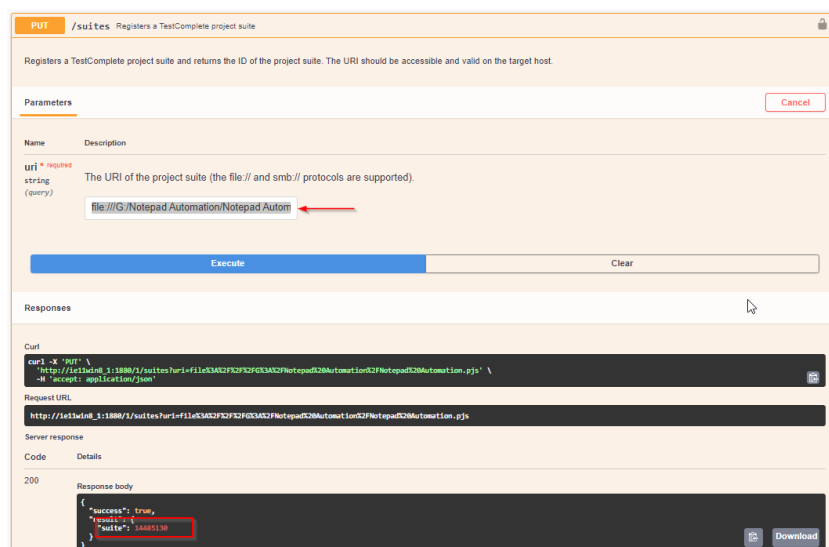 PUT /suites Registers a TestComplete project suite
Registers a TestComplete project suite and returns the ID of the project suite. The URI should be accessible and valid on the target host.
Parameters
Cancel
Name Description
uri * required
string
(query)
The URI of the project suite (the file:// and smb:// protocols are supported).
file:///G:/Notepad Automation/Notepad Autom
Execute Clear
Responses
Curl
curl -X 'PUT' \
'http://ie11win8_1:1880/1/suites?uri=file%3A%2F%2F%2FG%3A%2FNotepad%20Automation%2FNotepad%20Automation.pjs' \
-H 'accept: application/json'
Request URL
http://ie11win8_1:1880/1/suites?uri=file%3A%2F%2F%2FG%3A%2FNotepad%20Automation%2FNotepad%20Automation.pjs
Server response
Code Details
200
Response body
{
"success": true,
"result": {
"suite": 14485130
}
}
Download